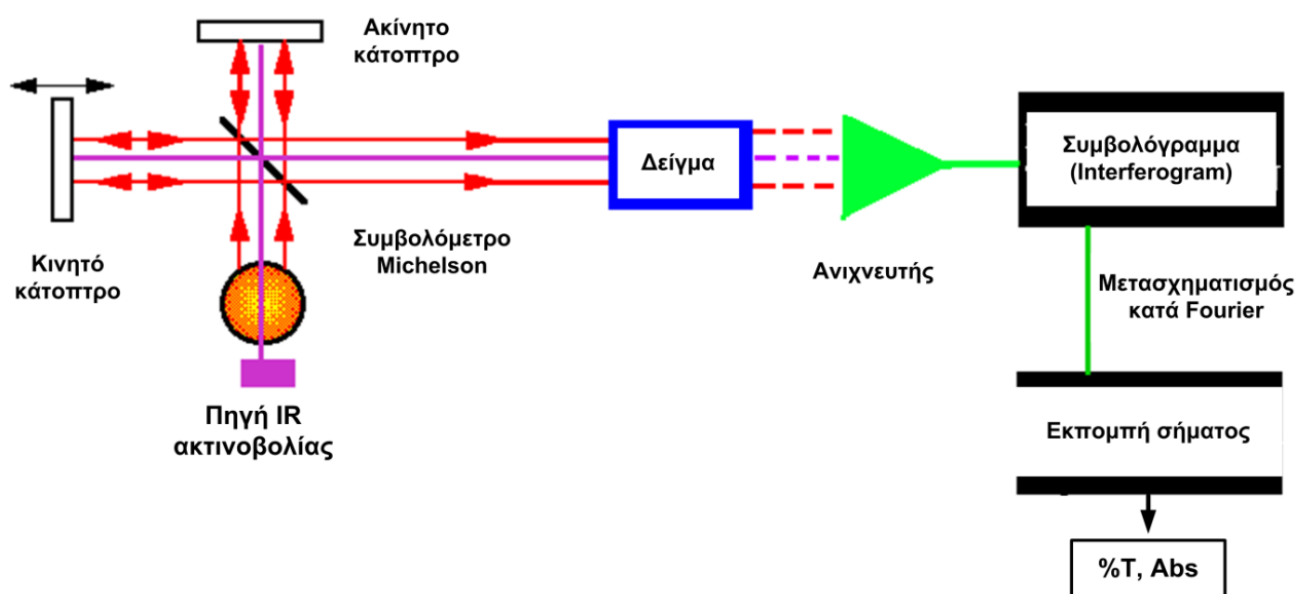 Ακίνητο
κάτοπτρο
Κινητό
κάτοπτρο
Συμβολόμετρο
Michelson
Πηγή IR
ακτινοβολίας
Δείγμα
Ανιχνευτής
Συμβολόγραμμα
(Interferogram)
Μετασχηματισμός
κατά Fourier
Εκπομπή σήματος
%T, Abs